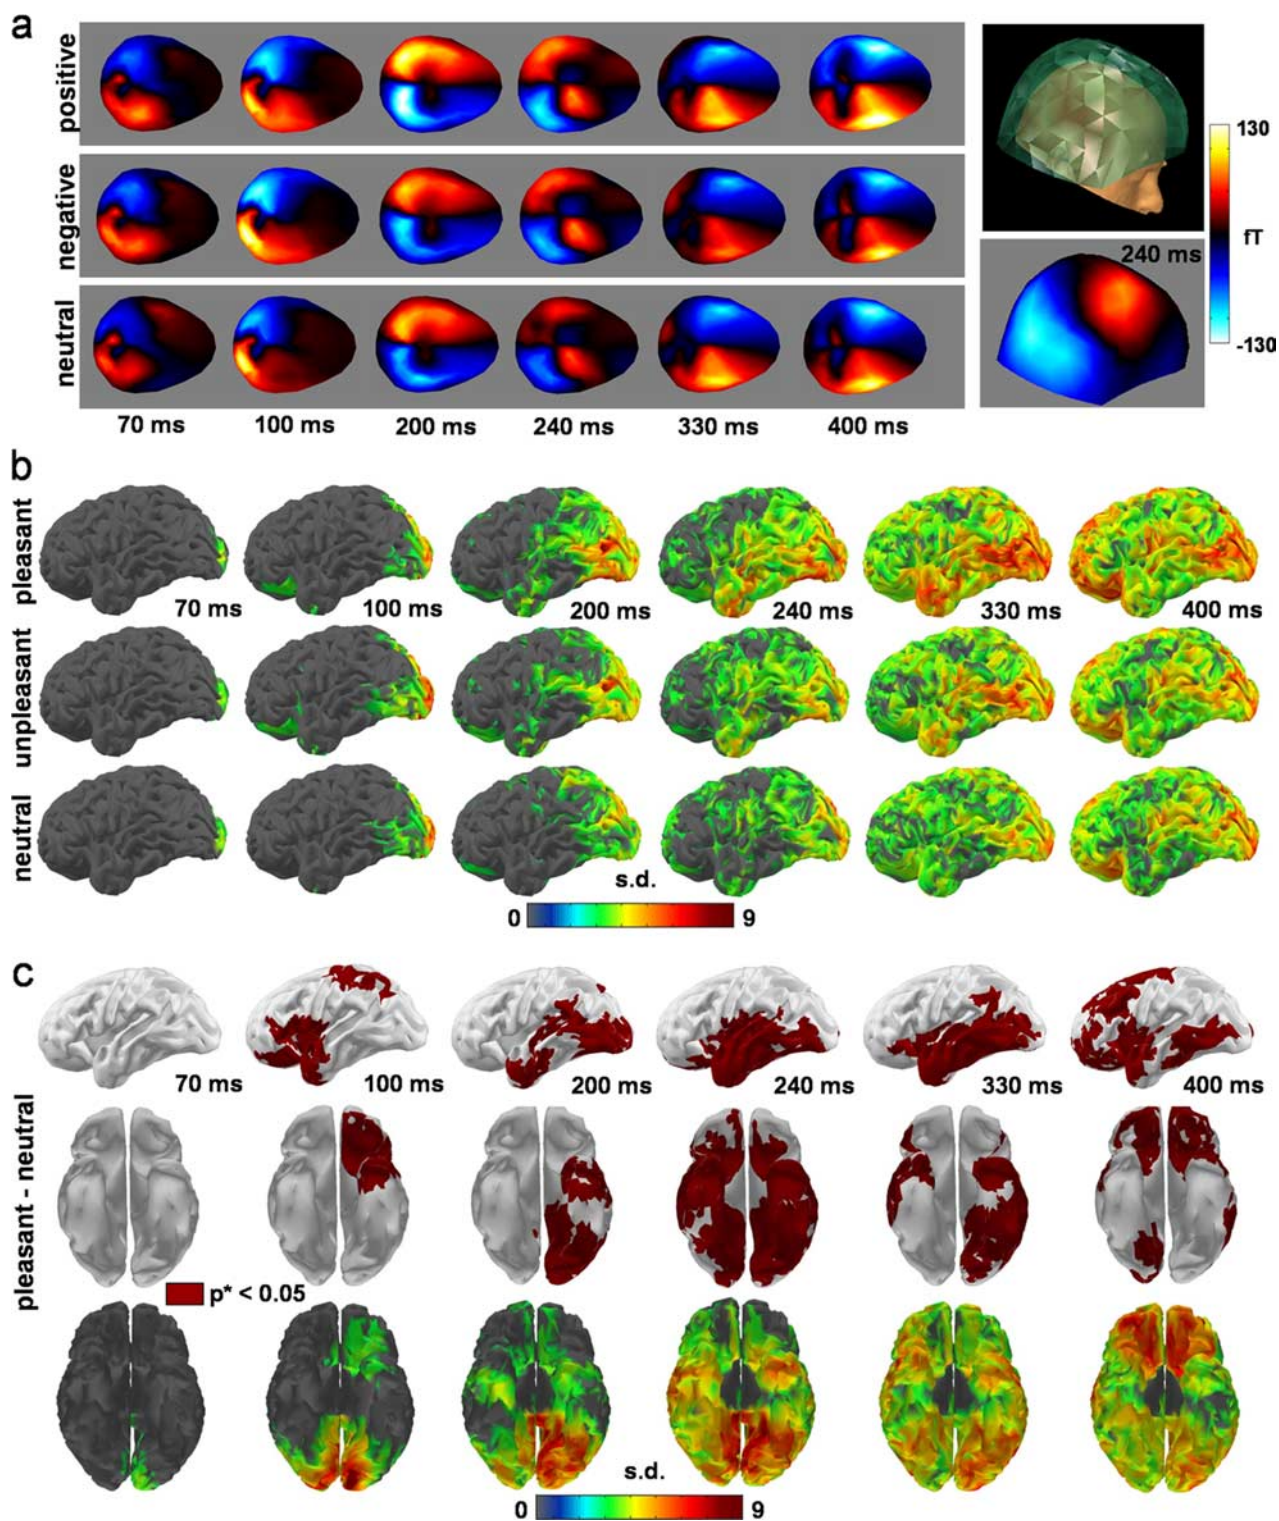 a
positive
negative
neutral
70 ms 100 ms 200 ms 240 ms 330 ms 400 ms
130
fT
-130
240 ms
b
pleasant
70 ms 100 ms 200 ms 240 ms 330 ms 400 ms
unpleasant
neutral
s.d.
0 9
c
70 ms 100 ms 200 ms 240 ms 330 ms 400 ms
pleasant - neutral
p* < 0.05
s.d.
0 9